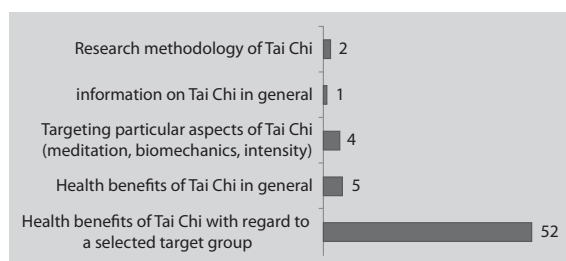 Research methodology of Tai Chi 2
information on Tai Chi in general 1
Targeting particular aspects of Tai Chi
(meditation, biomechanics, intensity) 4
Health benefits of Tai Chi in general 5
Health benefits of Tai Chi with regard to
a selected target group 52